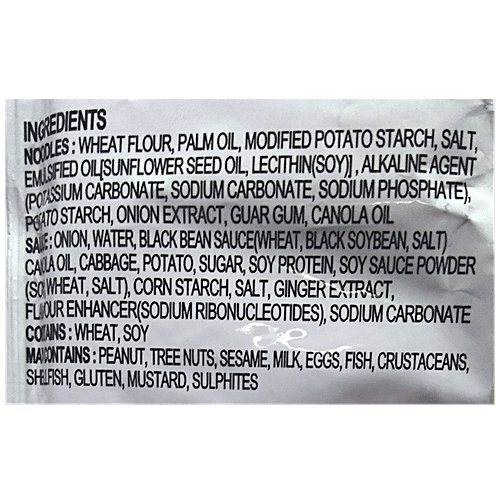 INGREDIENTS
NOODLES : WHEAT FLOUR, PALM OIL, MODIFIED POTATO STARCH, SALT,
EMULSIFIED OIL[SUNFLOWER SEED OIL, LECITHIN(SOY)] , ALKALINE AGENT
(POTASSIUM CARBONATE, SODIUM CARBONATE, SODIUM PHOSPHATE),
POTATO STARCH, ONION EXTRACT, GUAR GUM, CANOLA OIL
SAUCE : ONION, WATER, BLACK BEAN SAUCE(WHEAT, BLACK SOYBEAN, SALT)
CANOLA OIL, CABBAGE, POTATO, SUGAR, SOY PROTEIN, SOY SAUCE POWDER
(SOY, WHEAT, SALT), CORN STARCH, SALT, GINGER EXTRACT,
FLAVOUR ENHANCER(SODIUM RIBONUCLEOTIDES), SODIUM CARBONATE
CONTAINS : WHEAT, SOY
MAY CONTAINS : PEANUT, TREE NUTS, SESAME, MILK, EGGS, FISH, CRUSTACEANS,
SHELLFISH, GLUTEN, MUSTARD, SULPHITES